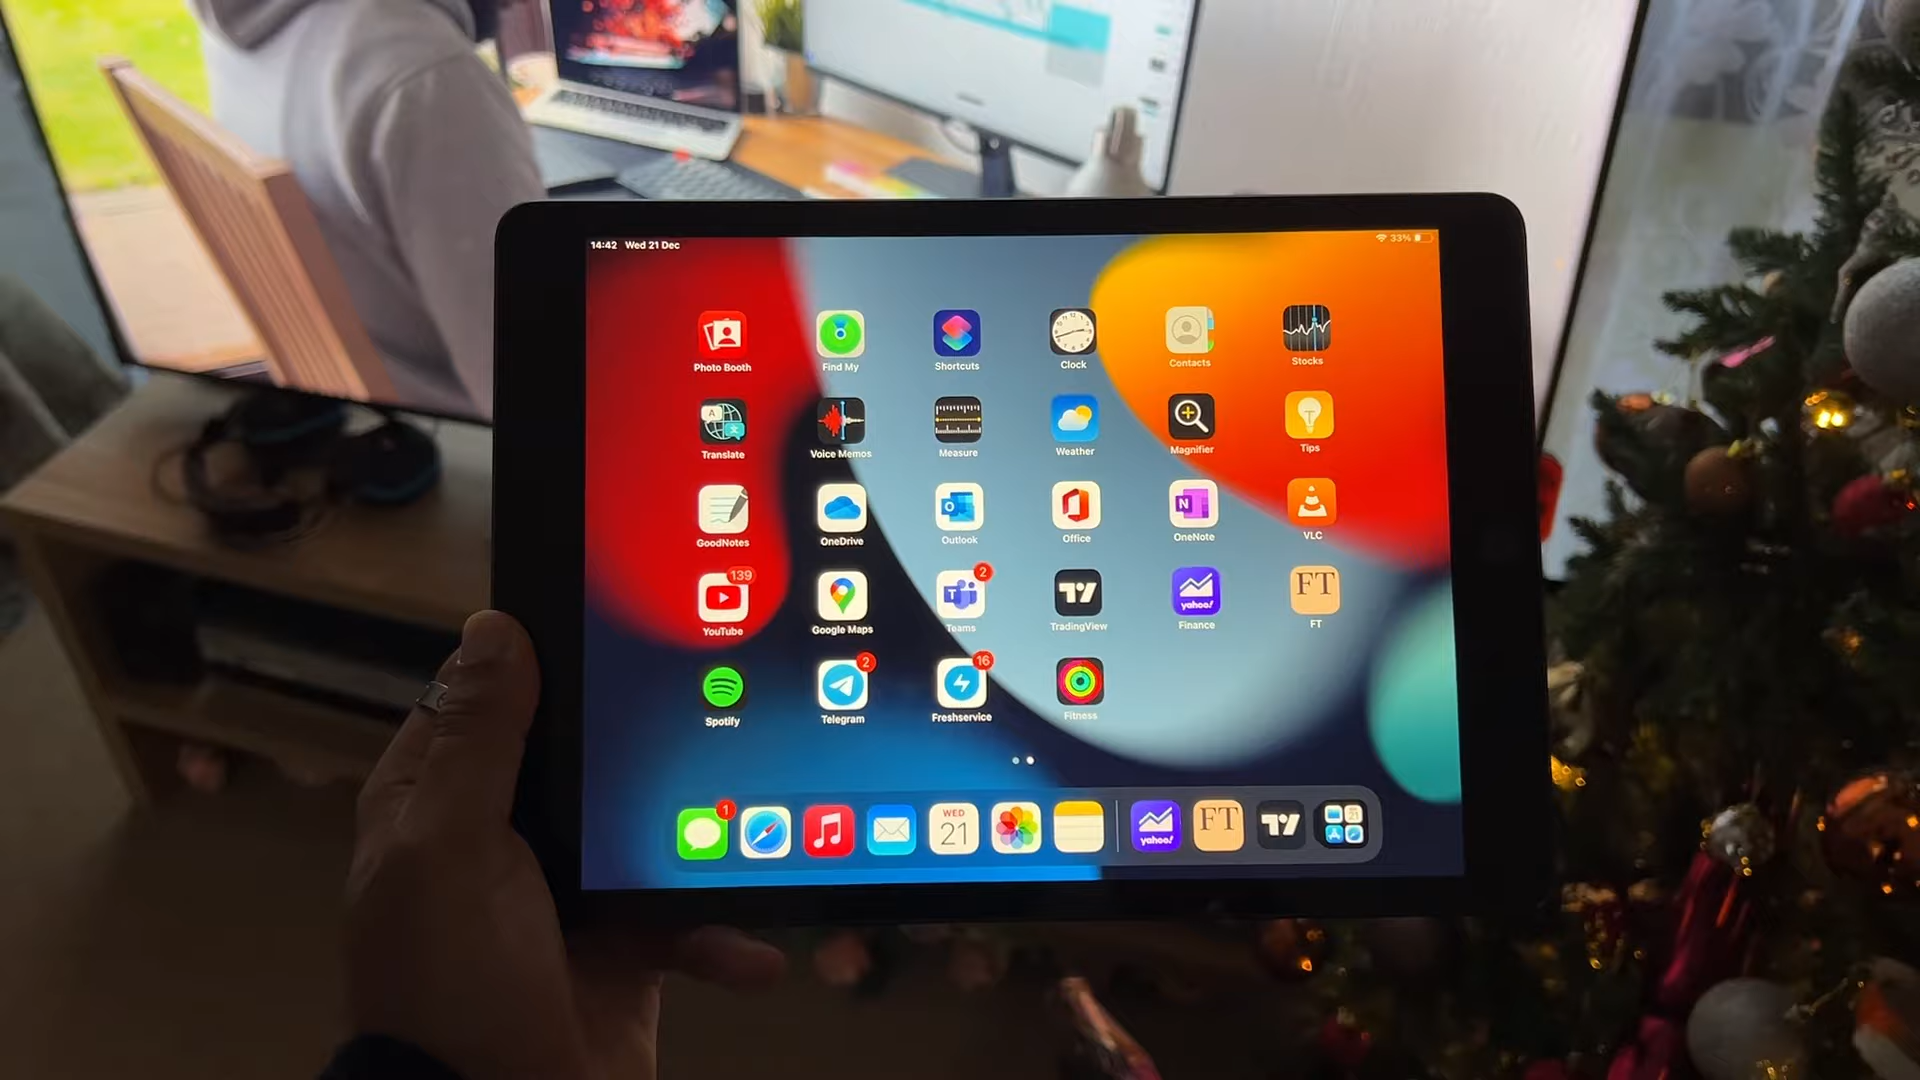 14:42 Wed 21 Dec
33%
Photo Booth
Find My
Shortcuts
Clock
Contacts
Stocks
Translate
Voice Memos
Measure
Weather
Magnifier
Tips
GoodNotes
OneDrive
Outlook
Office
OneNote
VLC
139
2
yahoo!
FT
YouTube
Google Maps
Teams
TradingView
Finance
FT
2
16
Spotify
Telegram
Freshservice
Fitness
1
WED
21
yahoo!
FT